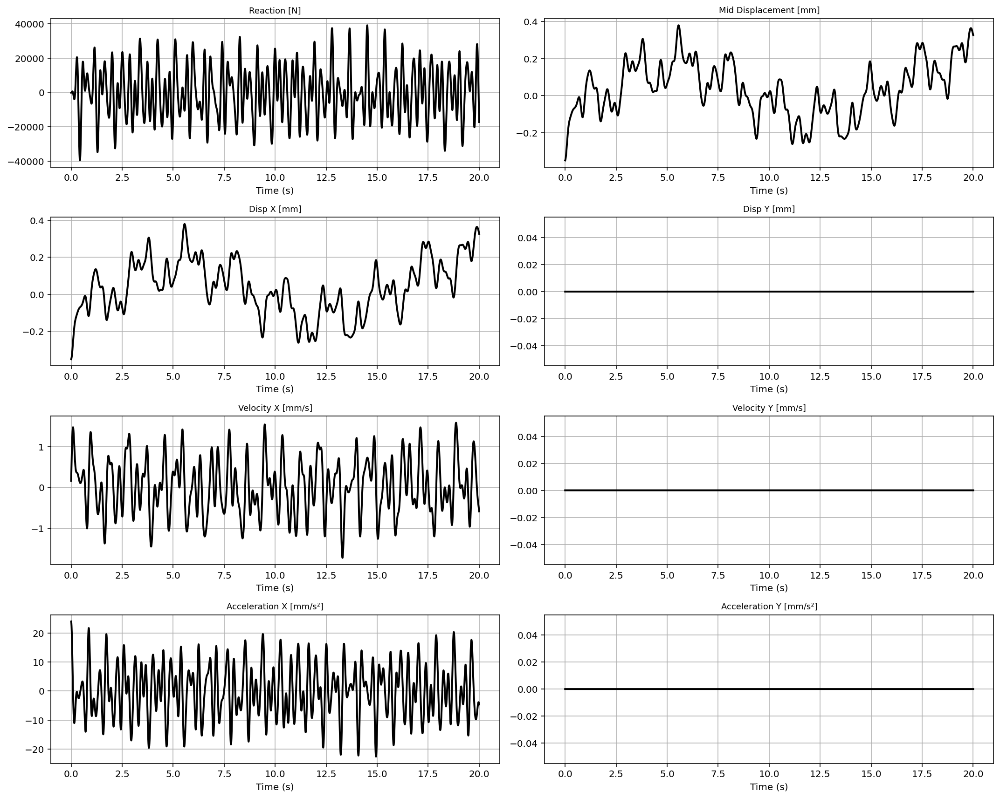 Reaction [N]
40000
20000
0
−20000
−40000
0.0 2.5 5.0 7.5 10.0 12.5 15.0 17.5 20.0
Time (s)
Mid Displacement [mm]
0.4
0.2
0.0
−0.2
0.0 2.5 5.0 7.5 10.0 12.5 15.0 17.5 20.0
Time (s)
Disp X [mm]
0.4
0.2
0.0
−0.2
0.0 2.5 5.0 7.5 10.0 12.5 15.0 17.5 20.0
Time (s)
Disp Y [mm]
0.04
0.02
0.00
−0.02
−0.04
0.0 2.5 5.0 7.5 10.0 12.5 15.0 17.5 20.0
Time (s)
Velocity X [mm/s]
1
0
−1
0.0 2.5 5.0 7.5 10.0 12.5 15.0 17.5 20.0
Time (s)
Velocity Y [mm/s]
0.04
0.02
0.00
−0.02
−0.04
0.0 2.5 5.0 7.5 10.0 12.5 15.0 17.5 20.0
Time (s)
Acceleration X [mm/s²]
20
10
0
−10
−20
0.0 2.5 5.0 7.5 10.0 12.5 15.0 17.5 20.0
Time (s)
Acceleration Y [mm/s²]
0.04
0.02
0.00
−0.02
−0.04
0.0 2.5 5.0 7.5 10.0 12.5 15.0 17.5 20.0
Time (s)